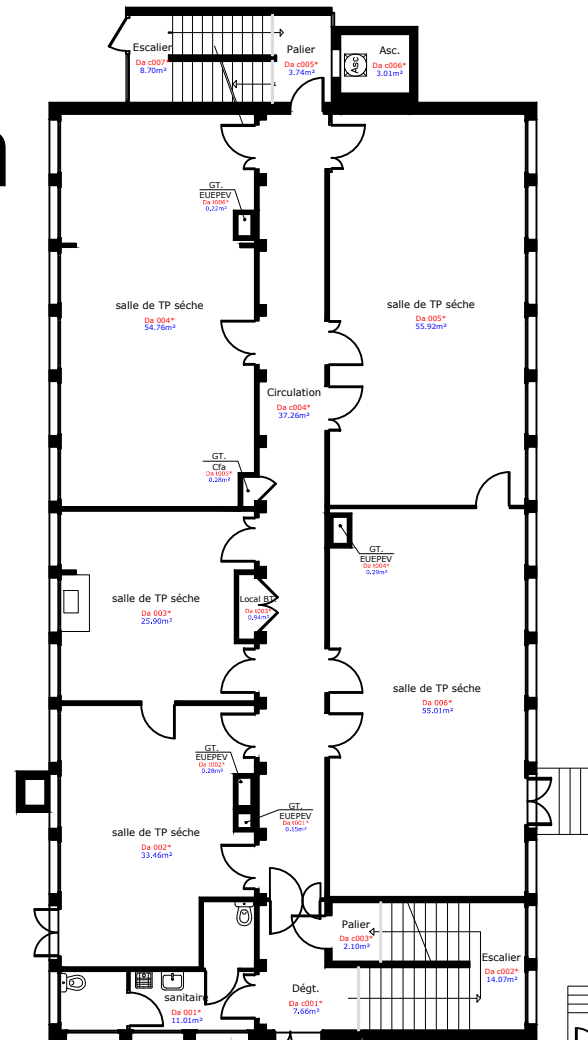 Escalier
Da c007*
8.70m²
Palier
Da c005*
3.74m²
Asc
Asc.
Da c006*
3.01m²
GT.
EUEPEV
Da t006*
0.22m²
salle de TP séche
Da 004*
54.76m²
salle de TP séche
Da 005*
55.92m²
Circulation
Da c004*
37.26m²
GT.
Cfa
Da t005*
0.28m²
GT.
EUEPEV
Da t004*
0.29m²
salle de TP séche
Da 003*
25.90m²
Local BT.
Da t003*
0.94m²
salle de TP séche
Da 006*
55.01m²
GT.
EUEPEV
Da t002*
0.28m²
GT.
EUEPEV
Da t001*
0.15m²
salle de TP séche
Da 002*
33.46m²
Palier
Da c003*
2.10m²
Escalier
Da c002*
14.07m²
sanitaire
Da 001*
11.01m²
Dégt.
Da c001*
7.66m²